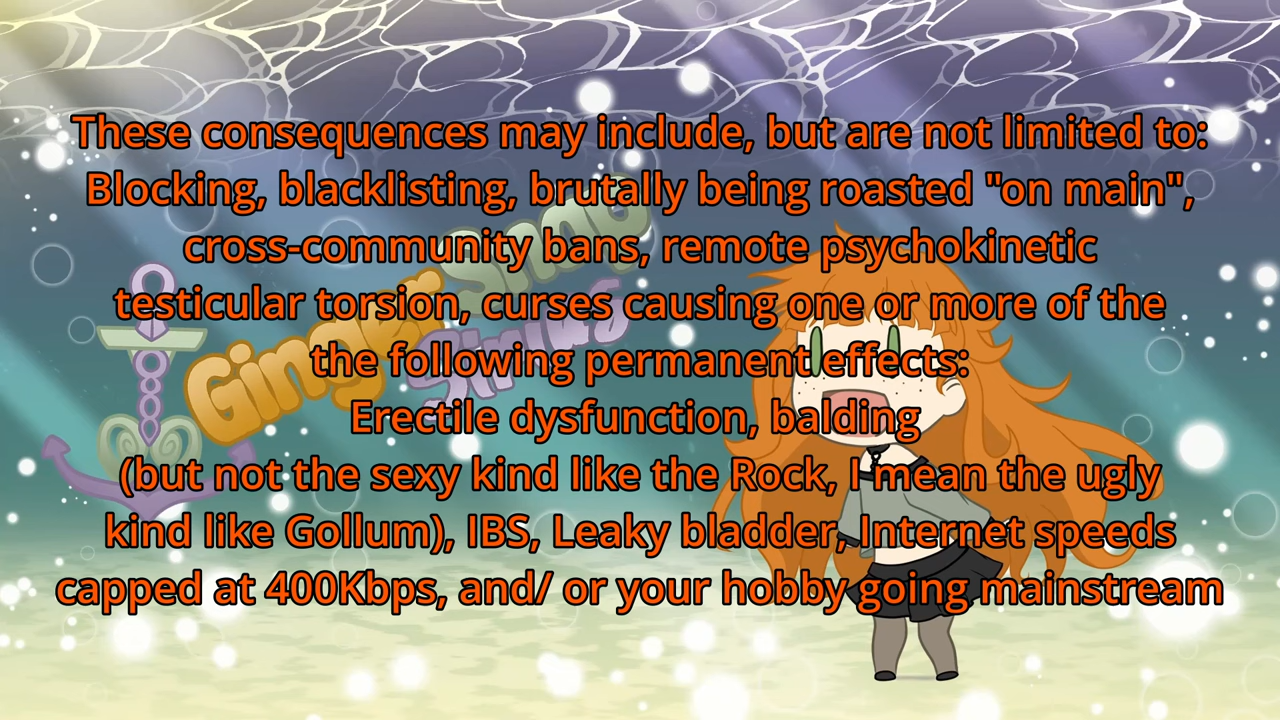 These consequences may include, but are not limited to:
Blocking, blacklisting, brutally being roasted "on main",
cross-community bans, remote psychokinetic
testicular torsion, curses causing one or more of the
the following permanent effects:
Erectile dysfunction, balding
(but not the sexy kind like the Rock, I mean the ugly
kind like Gollum), IBS, Leaky bladder, Internet speeds
capped at 400Kbps, and/ or your hobby going mainstream
Ginger Snap